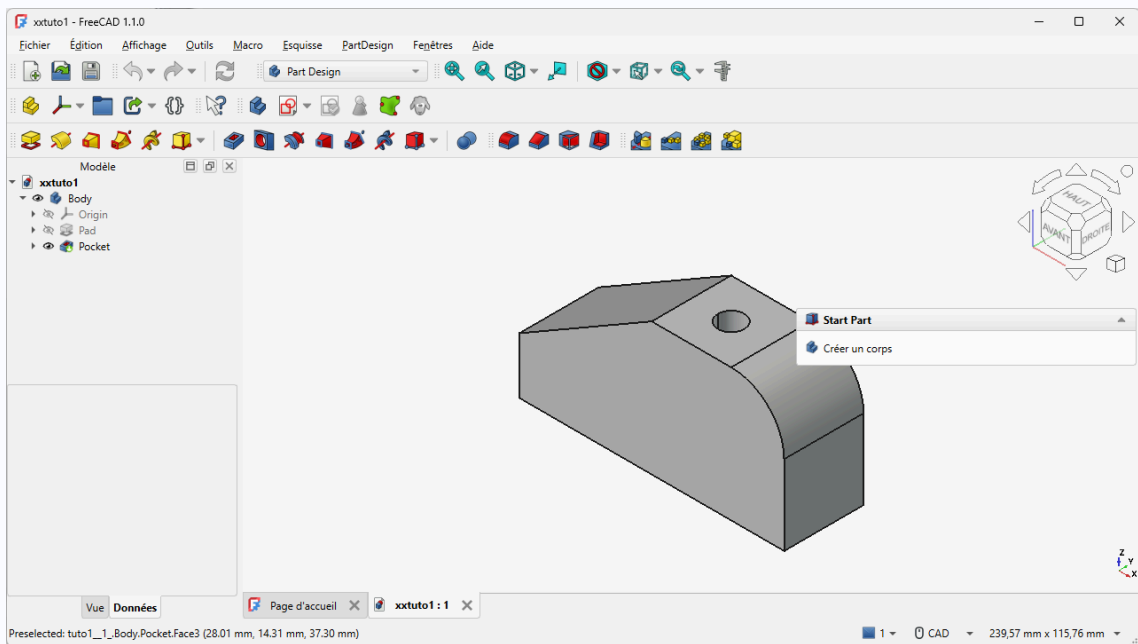 xxtuto1 - FreeCAD 1.1.0
Fichier Édition Affichage Outils Macro Esquisse PartDesign Fenêtres Aide
Part Design
Modèle
xxtuto1
Body
Origin
Pad
Pocket
HAUT
AVANT
DROITE
Start Part
Créer un corps
Z
Y
X
Vue Données
Page d'accueil
xxtuto1 : 1
Preselected: tuto1__1_.Body.Pocket.Face3 (28.01 mm, 14.31 mm, 37.30 mm)
1 CAD 239,57 mm x 115,76 mm